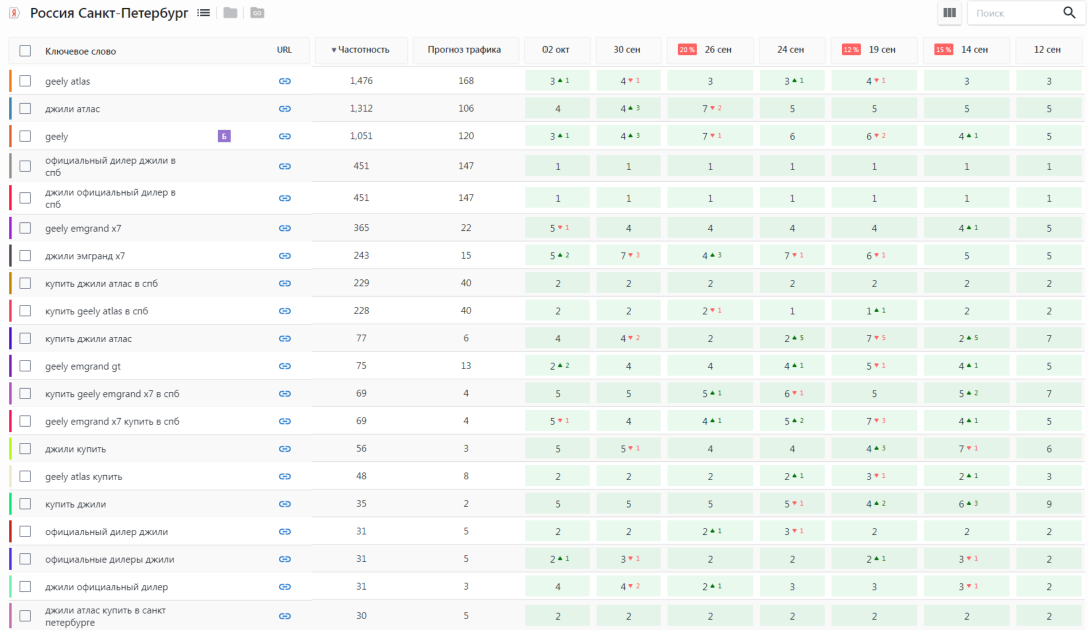 Я Россия Санкт-Петербург GO Поиск
Ключевое слово URL ▼Частотность Прогноз трафика 02 окт 30 сен 20 % 26 сен 24 сен 12 % 19 сен 15 % 14 сен 12 сен
geely atlas 1,476 168 3 ▲ 1 4 ▼ 1 3 3 ▲ 1 4 ▼ 1 3 3
джили атлас 1,312 106 4 4 ▲ 3 7 ▼ 2 5 5 5 5
geely Б 1,051 120 3 ▲ 1 4 ▲ 3 7 ▼ 1 6 6 ▼ 2 4 ▲ 1 5
официальный дилер джили в
спб 451 147 1 1 1 1 1 1 1
джили официальный дилер в
спб 451 147 1 1 1 1 1 1 1
geely emgrand x7 365 22 5 ▼ 1 4 4 4 4 4 ▲ 1 5
джили эмгранд х7 243 15 5 ▲ 2 7 ▼ 3 4 ▲ 3 7 ▼ 1 6 ▼ 1 5 5
купить джили атлас в спб 229 40 2 2 2 2 2 2 2
купить geely atlas в спб 228 40 2 2 2 ▼ 1 1 1 ▲ 1 2 2
купить джили атлас 77 6 4 4 ▼ 2 2 2 ▲ 5 7 ▼ 5 2 ▲ 5 7
geely emgrand gt 75 13 2 ▲ 2 4 4 4 ▲ 1 5 ▼ 1 4 ▲ 1 5
купить geely emgrand x7 в спб 69 4 5 5 5 ▲ 1 6 ▼ 1 5 5 ▲ 2 7
geely emgrand x7 купить в спб 69 4 5 ▼ 1 4 4 ▲ 1 5 ▲ 2 7 ▼ 3 4 ▲ 1 5
джили купить 56 3 5 5 ▼ 1 4 4 4 ▲ 3 7 ▼ 1 6
geely atlas купить 48 8 2 2 2 2 ▲ 1 3 ▼ 1 2 ▲ 1 3
купить джили 35 2 5 5 5 5 ▼ 1 4 ▲ 2 6 ▲ 3 9
официальный дилер джили 31 5 2 2 2 ▲ 1 3 ▼ 1 2 2 2
официальные дилеры джили 31 5 2 ▲ 1 3 ▼ 1 2 2 2 ▲ 1 3 ▼ 1 2
джили официальный дилер 31 3 4 4 ▼ 2 2 ▲ 1 3 3 3 ▼ 1 2
джили атлас купить в санкт
петербурге 30 5 2 2 2 2 2 2 2